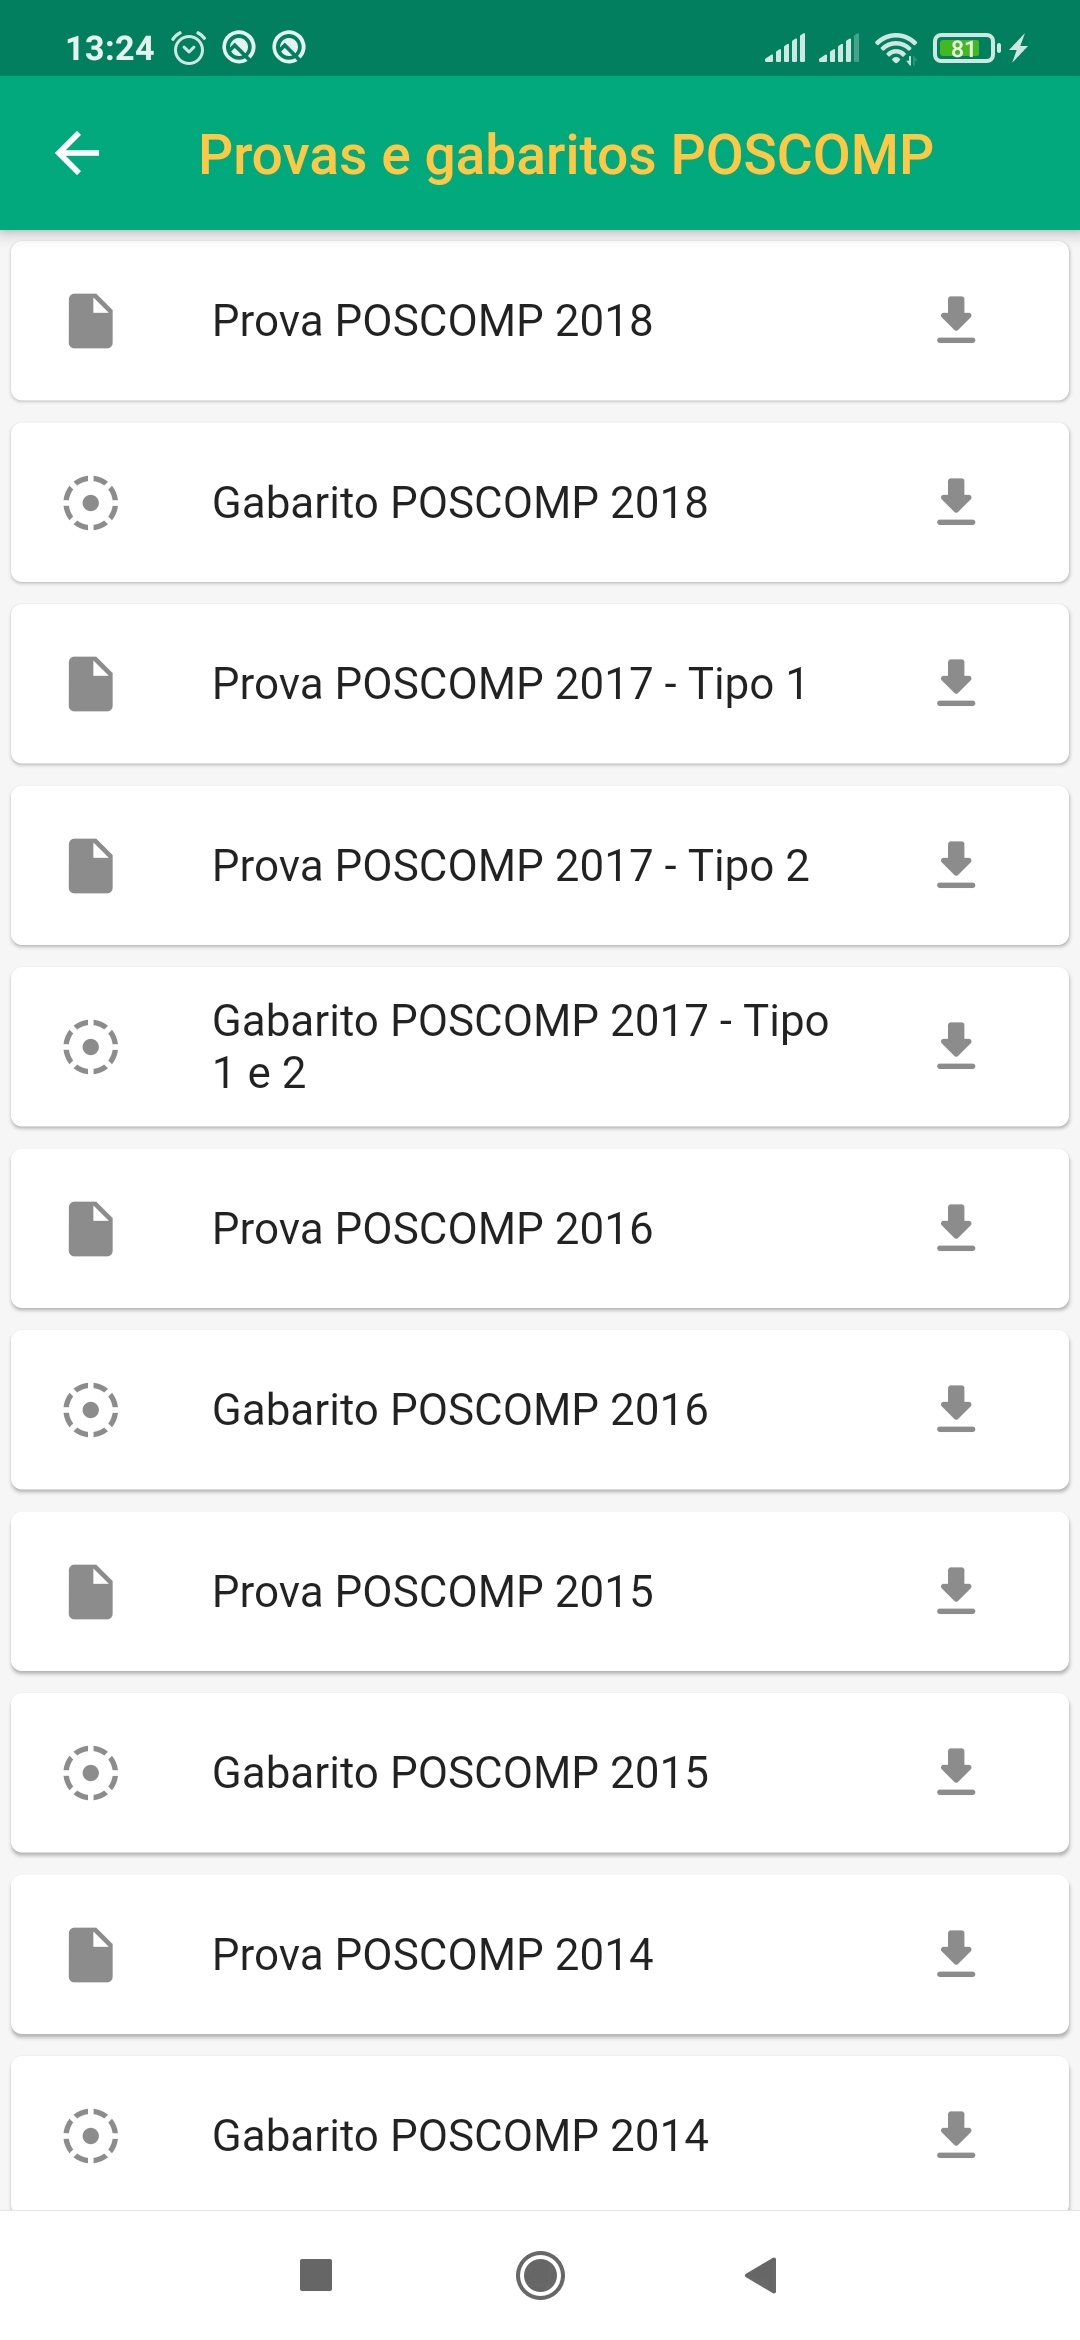 13:24
81
Provas e gabaritos POSCOMP
Prova POSCOMP 2018
Gabarito POSCOMP 2018
Prova POSCOMP 2017 - Tipo 1
Prova POSCOMP 2017 - Tipo 2
Gabarito POSCOMP 2017 - Tipo
1 e 2
Prova POSCOMP 2016
Gabarito POSCOMP 2016
Prova POSCOMP 2015
Gabarito POSCOMP 2015
Prova POSCOMP 2014
Gabarito POSCOMP 2014